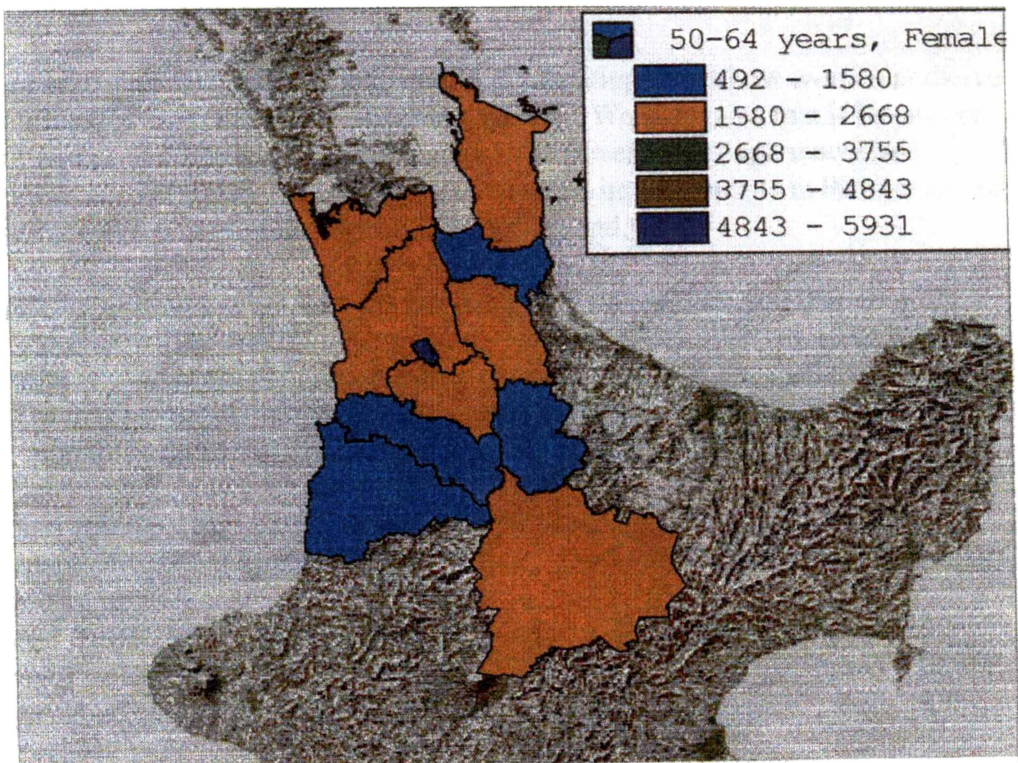 50-64 years, Female
492 - 1580
1580 - 2668
2668 - 3755
3755 - 4843
4843 - 5931